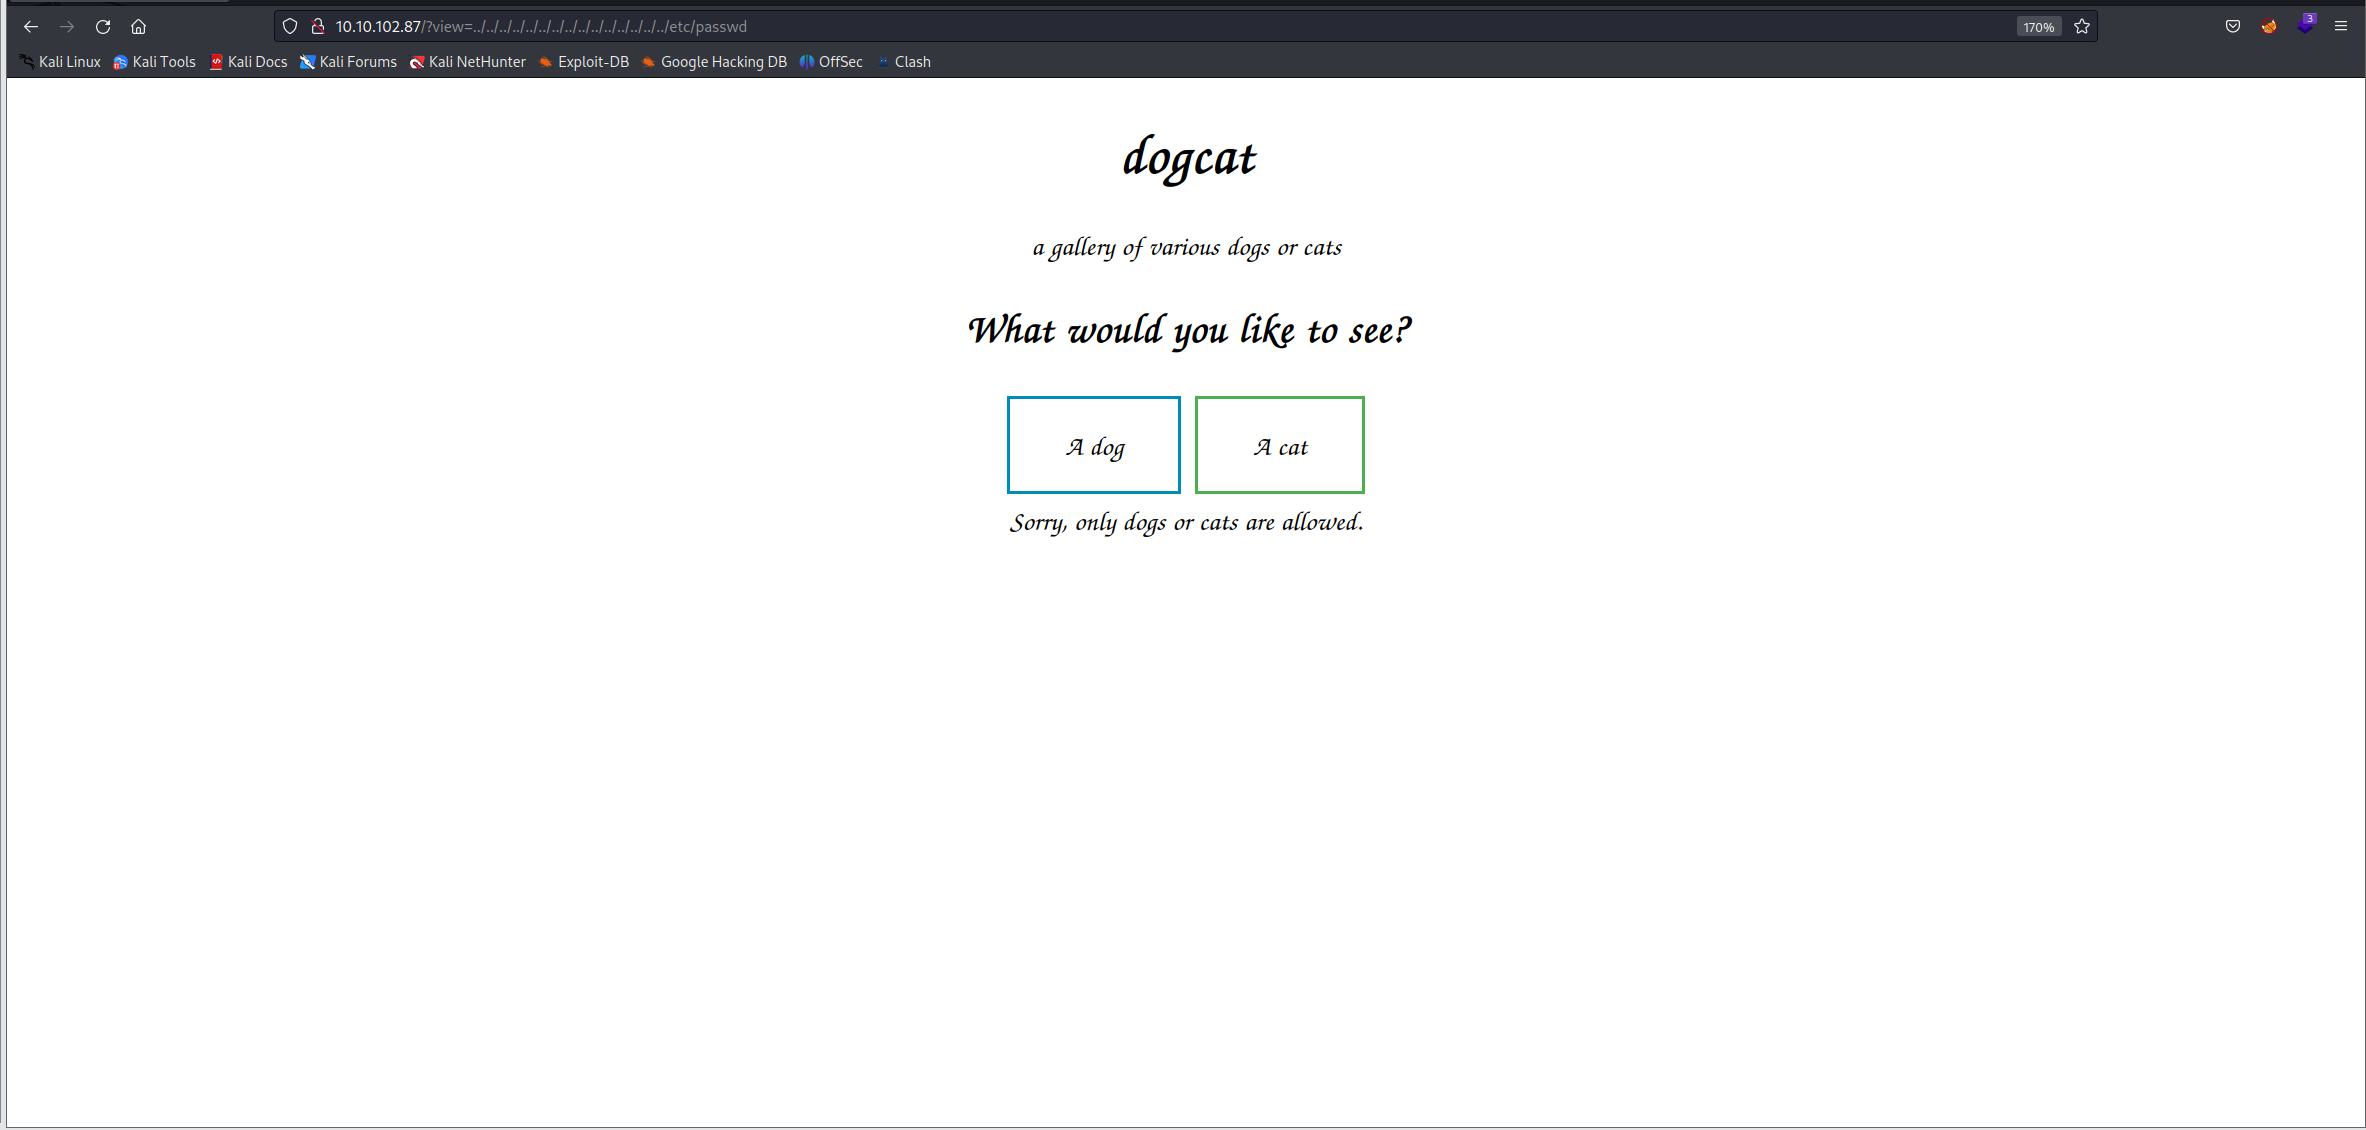 10.10.102.87/?view=../../../../../../../../../../../../../../../etc/passwd
170%
3
Kali Linux Kali Tools Kali Docs Kali Forums Kali NetHunter Exploit-DB Google Hacking DB OffSec Clash
dogcat
a gallery of various dogs or cats
What would you like to see?
A dog A cat
Sorry, only dogs or cats are allowed.